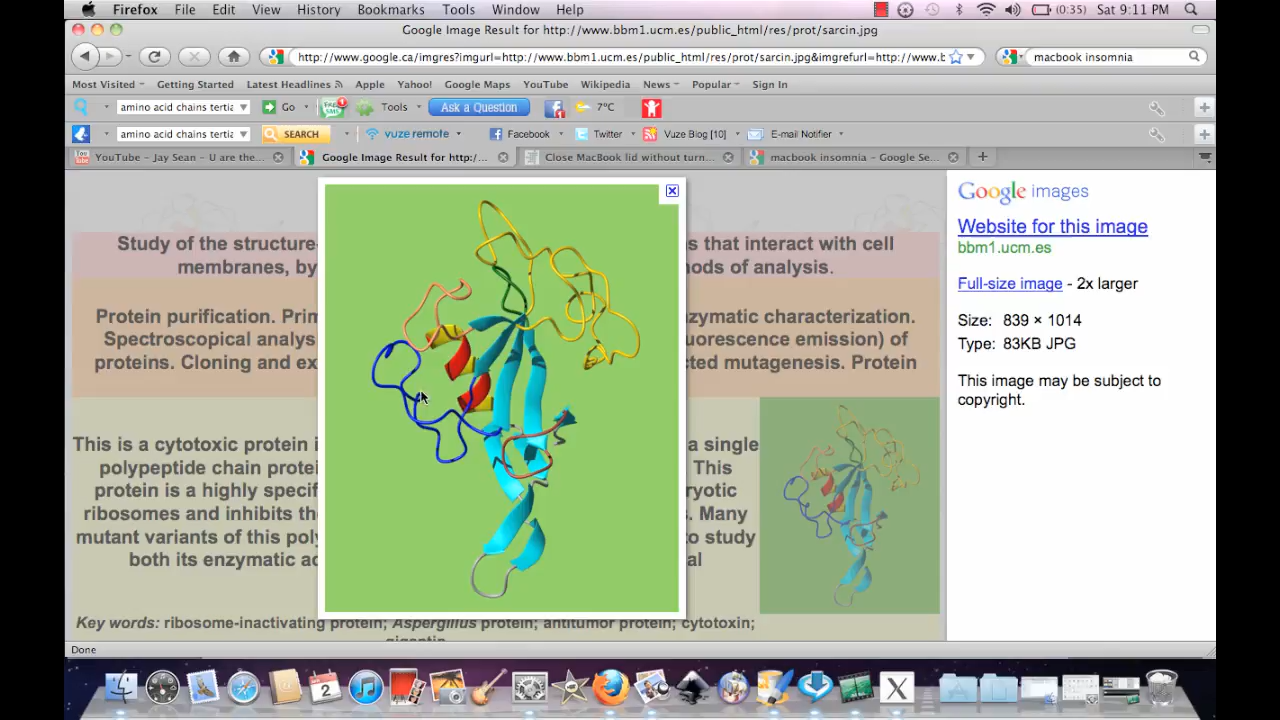 Firefox File Edit View History Bookmarks Tools Window Help (0:35) Sat 9:11 PM
Google Image Result for http://www.bbm1.ucm.es/public_html/res/prot/sarcin.jpg
http://www.google.ca/imgres?imgurl=http://www.bbm1.ucm.es/public_html/res/prot/sarcin.jpg&imgrefurl=http://www.b macbook insomnia
Most Visited Getting Started Latest Headlines Apple Yahoo! Google Maps YouTube Wikipedia News Popular Sign In
amino acid chains tertia Go FREE SMS 1 Tools Ask a Question 7°C
amino acid chains tertia SEARCH vuze remote Facebook Twitter Vuze Blog [10] E-mail Notifier
YouTube - Jay Sean - U are the... Google Image Result for http:/... Close MacBook lid without turn... macbook insomnia - Google Se...
Study of the structure- s that interact with cell
membranes, by hods of analysis.
Protein purification. Prim nzymatic characterization.
Spectroscopical analys uorescence emission) of
proteins. Cloning and ex cted mutagenesis. Protein
This is a cytotoxic protein i a single
polypeptide chain protei This
protein is a highly specif ryotic
ribosomes and inhibits the s. Many
mutant variants of this poly o study
both its enzymatic ac al
Key words: ribosome-inactivating protein; Aspergillus protein; antitumor protein; cytotoxin;
Google images
Website for this image
bbm1.ucm.es
Full-size image - 2x larger
Size: 839 × 1014
Type: 83KB JPG
This image may be subject to
copyright.
Done
2
X